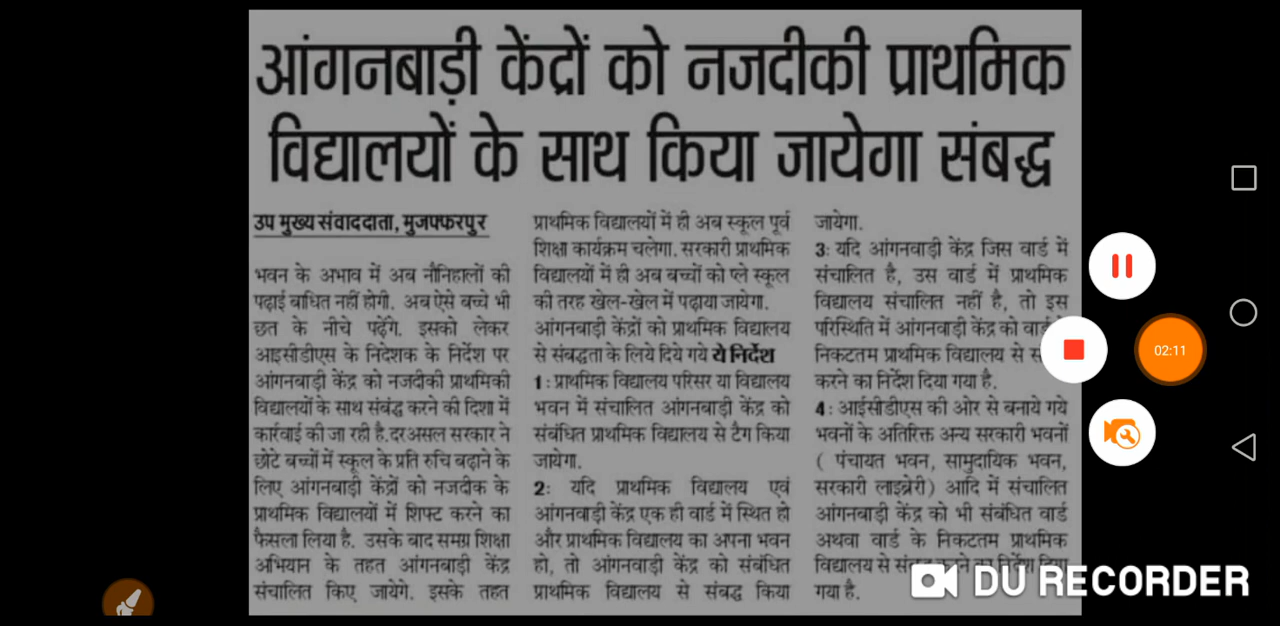 आंगनबाड़ी केंद्रों को नजदीकी प्राथमिक
विद्यालयों के साथ किया जायेगा संबद्ध
उप मुख्य संवाददाता, मुजफ्फरपुर
भवन के अभाव में अब नौनिहालों की
पढ़ाई बाधित नहीं होगी. अब ऐसे बच्चे भी
छत के नीचे पढ़ेंगे. इसको लेकर
आइसीडीएस के निदेशक के निर्देश पर
आंगनबाड़ी केंद्र को नजदीकी प्राथमिकी
विद्यालयों के साथ संबंद्ध करने की दिशा में
कार्रवाई की जा रही है.दरअसल सरकार ने
छोटे बच्चों में स्कूल के प्रति रुचि बढ़ाने के
लिए आंगनबाड़ी केंद्रों को नजदीक के
प्राथमिक विद्यालयों में शिफ्ट करने का
फैसला लिया है. उसके बाद समग्र शिक्षा
अभियान के तहत आंगनबाड़ी केंद्र
संचालित किए जायेगे. इसके तहत
प्राथमिक विद्यालयों में ही अब स्कूल पूर्व
शिक्षा कार्यक्रम चलेगा. सरकारी प्राथमिक
विद्यालयों में ही अब बच्चों को प्ले स्कूल
की तरह खेल-खेल में पढ़ाया जायेगा.
आंगनबाड़ी केंद्रों को प्राथमिक विद्यालय
से संबद्धता के लिये दिये गये ये निर्देश
1: प्राथमिक विद्यालय परिसर या विद्यालय
भवन में संचालित आंगनबाड़ी केंद्र को
संबंधित प्राथमिक विद्यालय से टैग किया
जायेगा.
2: यदि प्राथमिक विद्यालय एवं
आंगनवाड़ी केंद्र एक ही वार्ड में स्थित हो
और प्राथमिक विद्यालय का अपना भवन
हो, तो आंगनवाड़ी केंद्र को संबंधित
प्राथमिक विद्यालय से संबद्ध किया
जायेगा.
3: यदि आंगनवाड़ी केंद्र जिस वार्ड में
संचालित है, उस वार्ड में प्राथमिक
विद्यालय संचालित नहीं है, तो इस
परिस्थिति में आंगनवाड़ी केंद्र को वार्ड
निकटतम प्राथमिक विद्यालय से
करने का निर्देश दिया गया है.
4: आईसीडीएस की ओर से बनाये गये
भवनों के अतिरिक्त अन्य सरकारी भवनों
( पंचायत भवन, सामुदायिक भवन,
सरकारी लाइब्रेरी) आदि में संचालित
आंगनबाड़ी केंद्र को भी संबंधित वार्ड
अथवा वार्ड के निकटतम प्राथमिक
विद्यालय से
गया है.
02:11
DU RECORDER